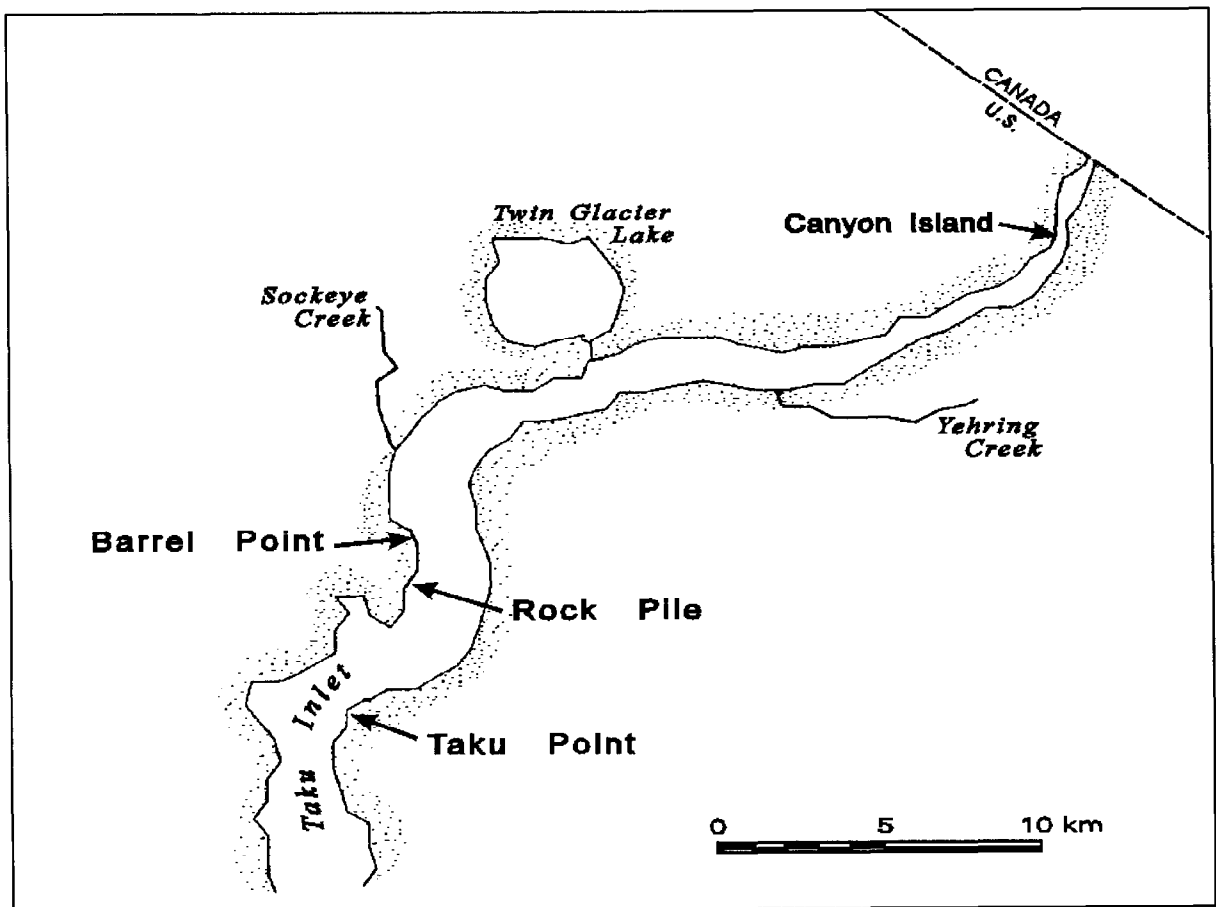 CANADA
U.S.
Twin Glacier
Lake
Canyon Island
Sockeye
Creek
Yehring
Creek
Barrel Point
Rock Pile
Taku Inlet
Taku Point
0 5 10 km